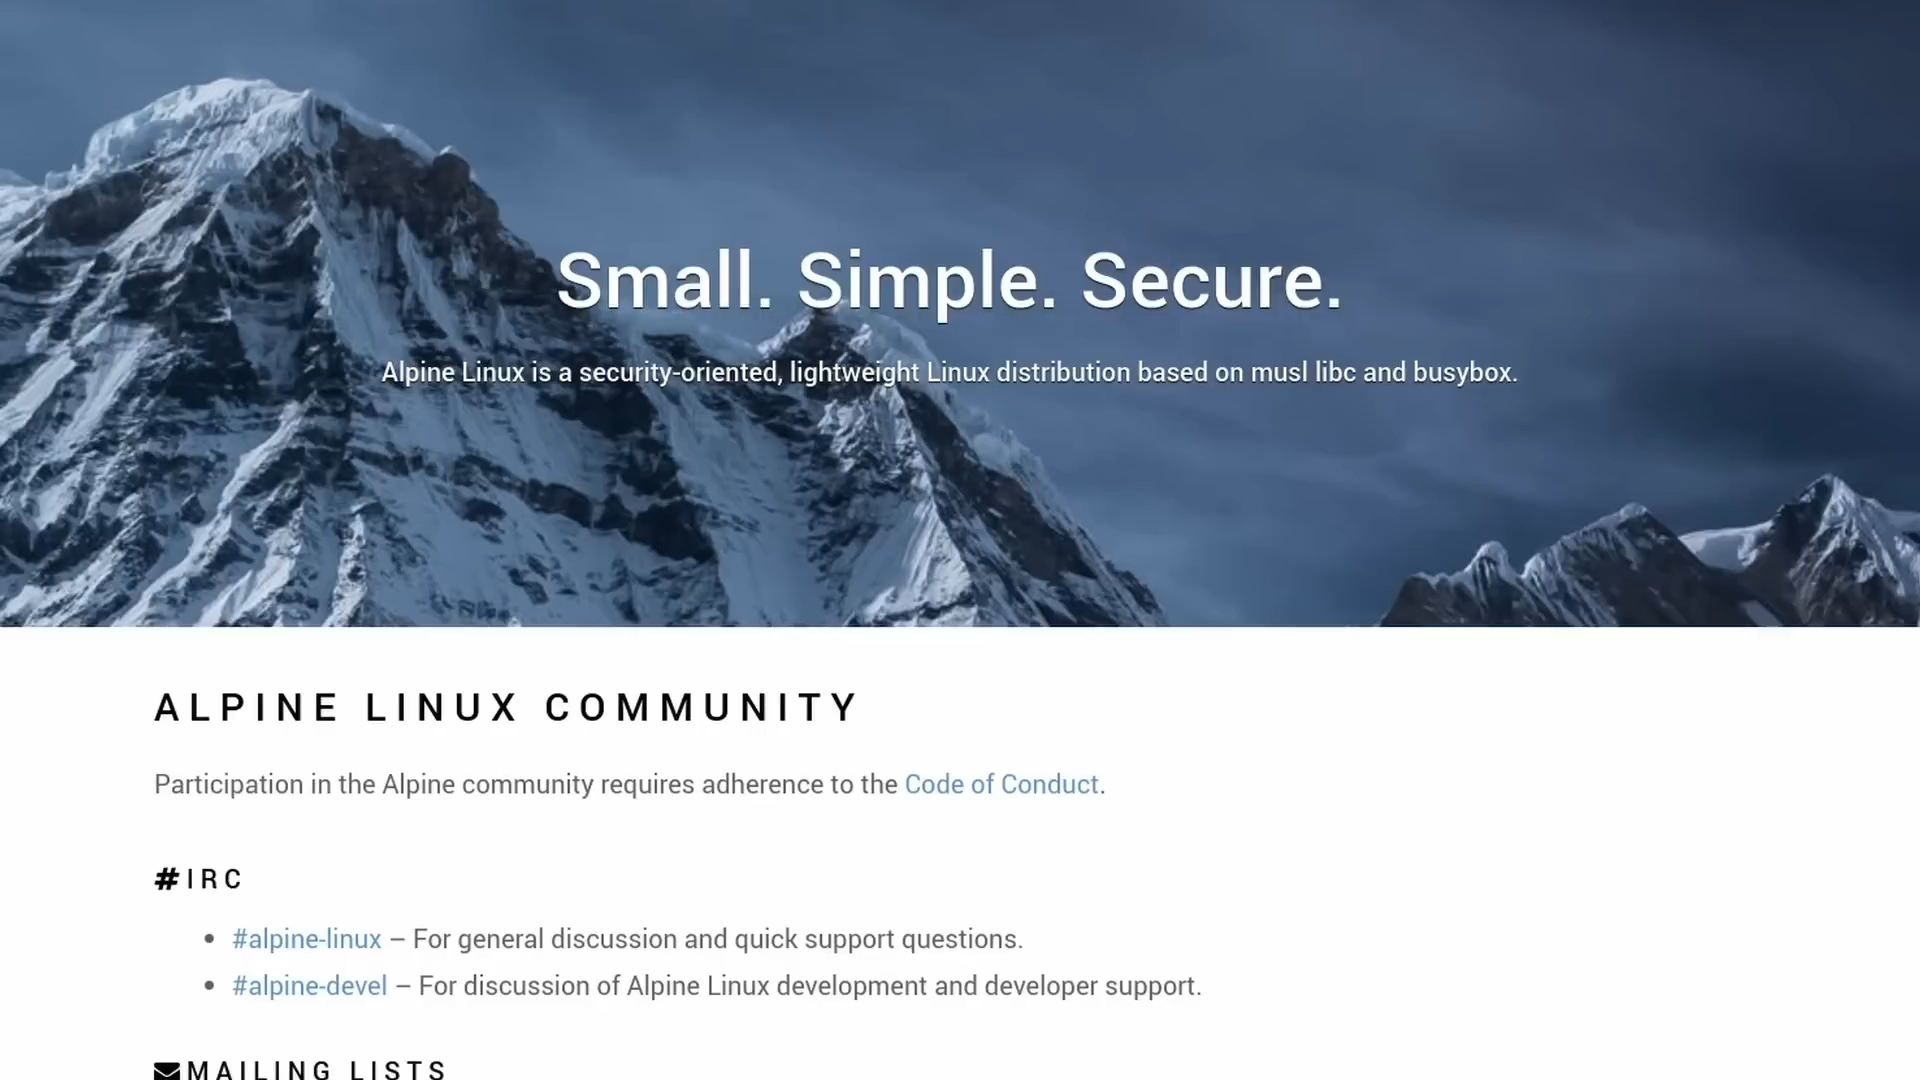 Small. Simple. Secure.
Alpine Linux is a security-oriented, lightweight Linux distribution based on musl libc and busybox.
ALPINE LINUX COMMUNITY
Participation in the Alpine community requires adherence to the Code of Conduct.
#IRC
• #alpine-linux – For general discussion and quick support questions.
• #alpine-devel – For discussion of Alpine Linux development and developer support.
MAILING LISTS